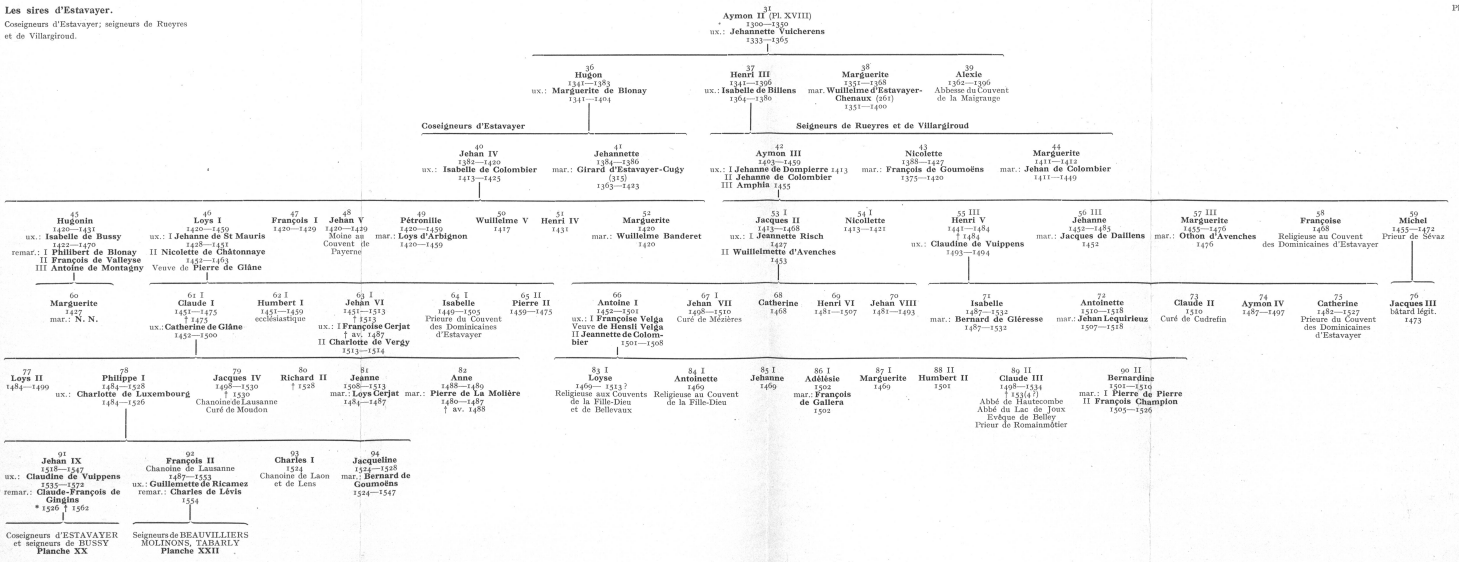 Les sires d'Estavayer.
Coseigneurs d'Estavayer; seigneurs de Rueyres
et de Villargiroud.
31
Aymon II (Pl. XVIII)
1300—1350
ux.: Jehannette Vuicherens
1333—1365
36
Hugon
1341—1383
ux.: Marguerite de Blonay
1341—1404
37
Henri III
1341—1396
ux.: Isabelle de Billens
1364—1380
38
Marguerite
1351—1368
mar. Wuillelme d'Estavayer-
Chenaux (261)
1351—1400
39
Alexie
1362—1396
Abbesse du Couvent
de la Maigrauge
Coseigneurs d'Estavayer
Seigneurs de Rueyres et de Villargiroud
40
Jehan IV
1382—1420
ux.: Isabelle de Colombier
1413—1425
41
Jehannette
1384—1386
mar.: Girard d'Estavayer-Cugy
(315)
1363—1423
42
Aymon III
1403—1459
ux.: I Jehanne de Dompierre 1413
II Jehanne de Colombier
III Amphia 1455
43
Nicolette
1388—1427
mar.: François de Goumoëns
1375—1420
44
Marguerite
1411—1412
mar.: Jehan de Colombier
1411—1449
45
Hugonin
1420—1431
ux.: Isabelle de Bussy
1422—1470
remar.: I Philibert de Blonay
II François de Valleyse
III Antoine de Montagny
46
Loys I
1420—1459
ux.: I Jehanne de St Mauris
1428—1451
II Nicolette de Châtonnaye
1452—1463
Veuve de Pierre de Glâne
47
François I
1420—1429
48
Jehan V
1420—1429
Moine au
Couvent de
Payerne
49
Pétronille
1420—1459
mar.: Loys d'Arbignon
1420—1459
50
Wuillelme V
1417
51
Henri IV
1431
52
Marguerite
1420
mar.: Wuillelme Banderet
1420
53 I
Jacques II
1413—1468
ux.: I Jeannette Risch
1427
II Wuillelmette d'Avenches
1453
54 I
Nicollette
1413—1421
55 III
Henri V
1441—1484
† 1484
ux.: Claudine de Vuippens
1493—1494
56 III
Jehanne
1452—1485
mar.: Jacques de Daillens
1452
57 III
Marguerite
1455—1476
mar.: Othon d'Avenches
1476
58
Françoise
1468
Religieuse au Couvent
des Dominicaines d'Estavayer
59
Michel
1455—1472
Prieur de Sévaz
60
Marguerite
1427
mar.: N. N.
61 I
Claude I
1451—1475
† 1475
ux.: Catherine de Glâne
1452—1500
62 I
Humbert I
1451—1459
ecclésiastique
63 I
Jehan VI
1451—1513
† 1513
ux.: I Françoise Cerjat
† av. 1487
II Charlotte de Vergy
1513—1514
64 I
Isabelle
1449—1505
Prieure du Couvent
des Dominicaines
d'Estavayer
65 II
Pierre II
1459—1475
66
Antoine I
1452—1501
ux.: I Françoise Velga
Veuve de Hensli Velga
II Jeannette de Colom-
bier 1501—1508
67 I
Jehan VII
1498—1510
Curé de Mézières
68
Catherine
1468
69
Henri VI
1481—1507
70
Jehan VIII
1481—1493
71
Isabelle
1487—1532
mar.: Bernard de Gléresse
1487—1532
72
Antoinette
1510—1518
mar.: Jehan Lequirieuz
1507—1518
73
Claude II
1510
Curé de Cudrefin
74
Aymon IV
1487—1497
75
Catherine
1482—1527
Prieure du Couvent
des Dominicaines
d'Estavayer
76
Jacques III
bâtard légit.
1473
77
Loys II
1484—1499
78
Philippe I
1484—1528
ux.: Charlotte de Luxembourg
1484—1526
79
Jacques IV
1498—1530
† 1530
Chanoine de Lausanne
Curé de Moudon
80
Richard II
† 1528
81
Jeanne
1508—1513
mar.: Loys Cerjat
1484—1487
82
Anne
1488—1489
mar.: Pierre de La Molière
1480—1487
† av. 1488
83 I
Loyse
1469— 1513?
Religieuse aux Couvents
de la Fille-Dieu
et de Bellevaux
84 I
Antoinette
1469
Religieuse au Couvent
de la Fille-Dieu
85 I
Jehanne
1469
86 I
Adélésie
1502
mar.: François
de Gallera
1502
87 I
Marguerite
1469
88 II
Humbert II
1501
89 II
Claude III
1498—1534
† 153(4?)
Abbé de Hautecombe
Abbé du Lac de Joux
Evêque de Belley
Prieur de Romainmôtier
90 II
Bernardine
1501—1519
mar.: I Pierre de Pierre
II François Champion
1505—1526
91
Jehan IX
1518—1547
ux.: Claudine de Vuippens
1535—1572
remar.: Claude-François de
Gingins
* 1526 † 1562
92
François II
Chanoine de Lausanne
1487—1553
ux.: Guillemette de Ricamez
remar.: Charles de Lévis
1554
93
Charles I
1524
Chanoine de Laon
et de Lens
94
Jacqueline
1524—1528
mar.: Bernard de
Goumoëns
1524—1547
Coseigneurs d'ESTAVAYER
et seigneurs de BUSSY
Planche XX
Seigneurs de BEAUVILLIERS
MOLINONS, TABARLY
Planche XXII